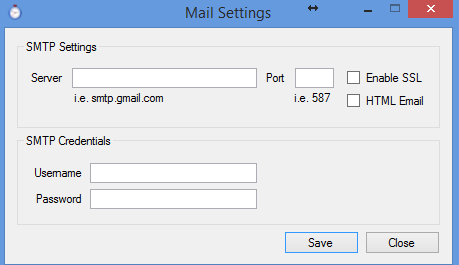 Mail Settings
SMTP Settings
Server Port Enable SSL
i.e. smtp.gmail.com i.e. 587 HTML Email
SMTP Credentials
Username
Password
Save Close